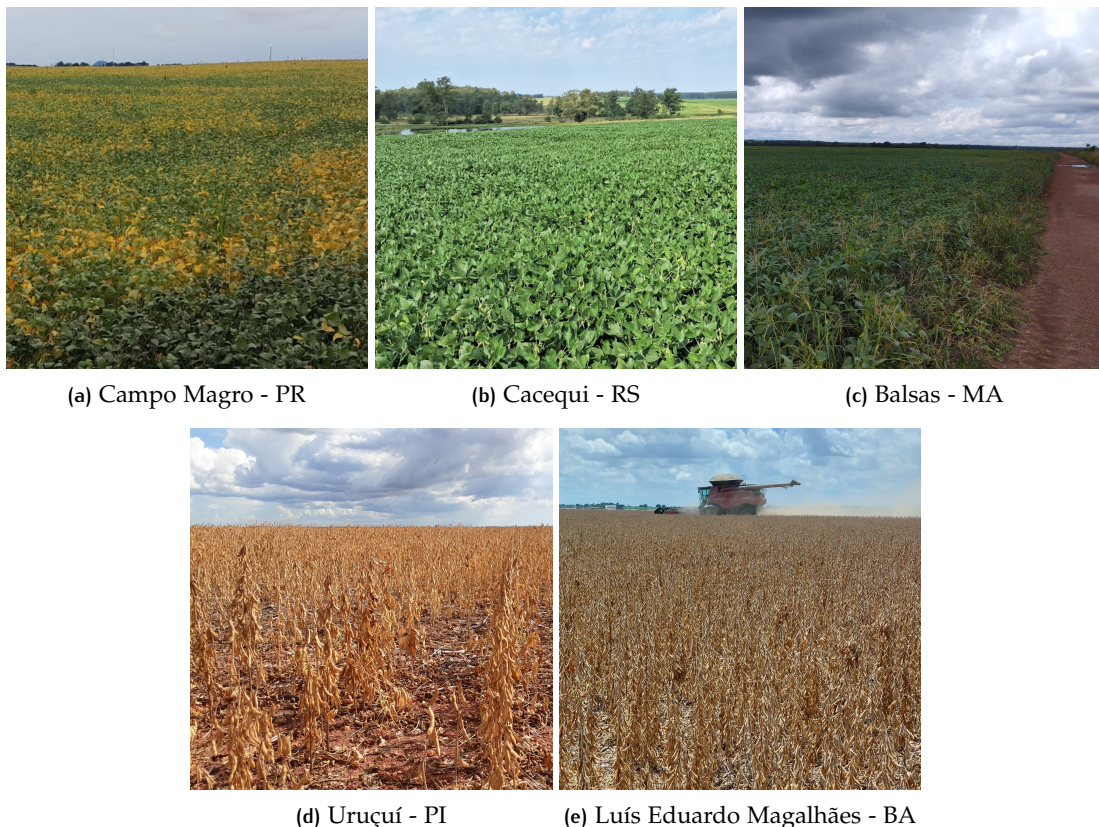 (a) Campo Magro - PR
(b) Cacequi - RS
(c) Balsas - MA
(d) Uruçuí - PI
(e) Luís Eduardo Magalhães - BA